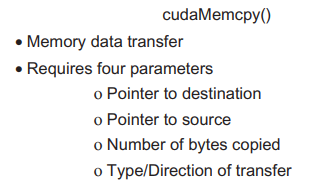 cudaMemcpy()
• Memory data transfer
• Requires four parameters
o Pointer to destination
o Pointer to source
o Number of bytes copied
o Type/Direction of transfer